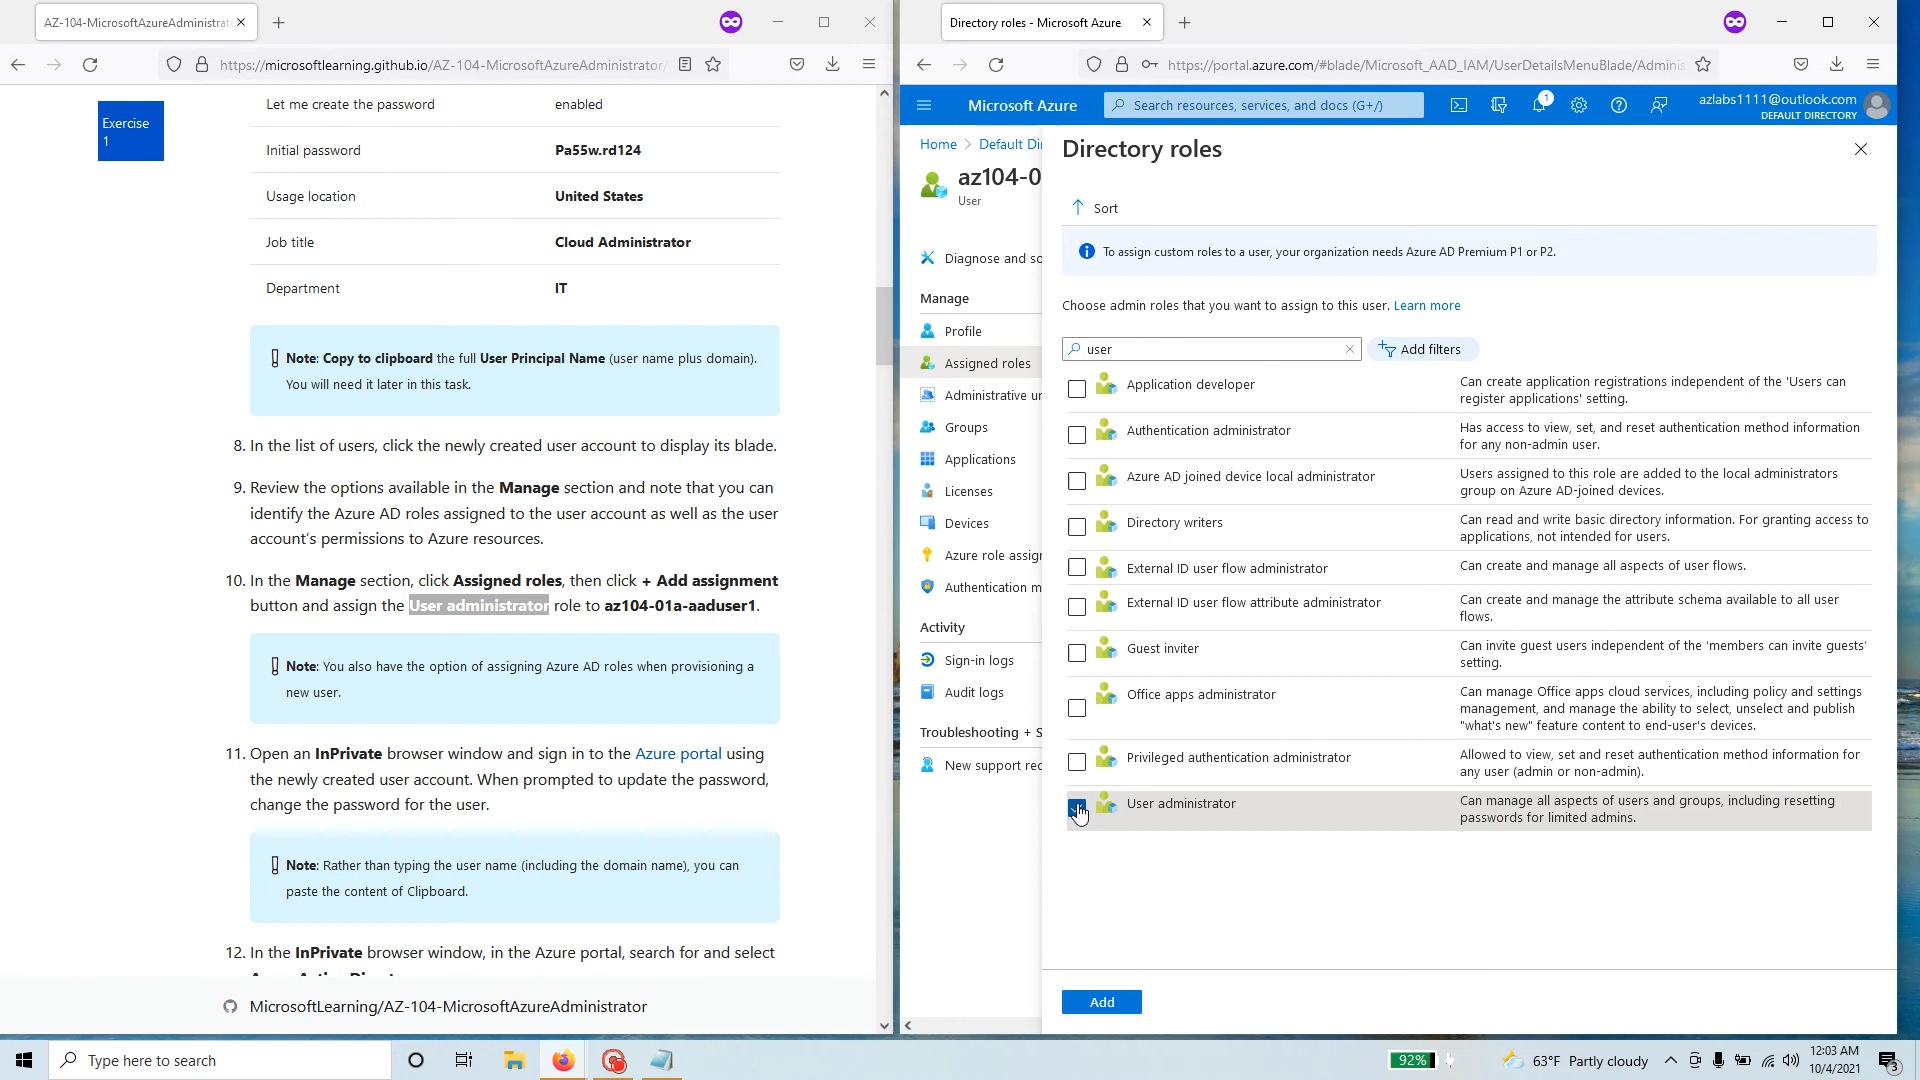 AZ-104-MicrosoftAzureAdministrat
https://microsoftlearning.github.io/AZ-104-MicrosoftAzureAdministrator/
Exercise
1
Let me create the password enabled
Initial password Pa55w.rd124
Usage location United States
Job title Cloud Administrator
Department IT
Note: Copy to clipboard the full User Principal Name (user name plus domain).
You will need it later in this task.
8. In the list of users, click the newly created user account to display its blade.
9. Review the options available in the Manage section and note that you can
identify the Azure AD roles assigned to the user account as well as the user
account's permissions to Azure resources.
10. In the Manage section, click Assigned roles, then click + Add assignment
button and assign the User administrator role to az104-01a-aaduser1.
Note: You also have the option of assigning Azure AD roles when provisioning a
new user.
11. Open an InPrivate browser window and sign in to the Azure portal using
the newly created user account. When prompted to update the password,
change the password for the user.
Note: Rather than typing the user name (including the domain name), you can
paste the content of Clipboard.
12. In the InPrivate browser window, in the Azure portal, search for and select
MicrosoftLearning/AZ-104-MicrosoftAzureAdministrator
Directory roles - Microsoft Azure
https://portal.azure.com/#blade/Microsoft_AAD_IAM/UserDetailsMenuBlade/Adminis
Microsoft Azure
Search resources, services, and docs (G+/)
1
azlabs1111@outlook.com
DEFAULT DIRECTORY
Home > Default Di
az104-0
User
Diagnose and so
Manage
Profile
Assigned roles
Administrative un
Groups
Applications
Licenses
Devices
Azure role assign
Authentication m
Activity
Sign-in logs
Audit logs
Troubleshooting + S
New support req
Directory roles
Sort
To assign custom roles to a user, your organization needs Azure AD Premium P1 or P2.
Choose admin roles that you want to assign to this user. Learn more
user
Add filters
Application developer
Can create application registrations independent of the 'Users can
register applications' setting.
Authentication administrator
Has access to view, set, and reset authentication method information
for any non-admin user.
Azure AD joined device local administrator
Users assigned to this role are added to the local administrators
group on Azure AD-joined devices.
Directory writers
Can read and write basic directory information. For granting access to
applications, not intended for users.
External ID user flow administrator
Can create and manage all aspects of user flows.
External ID user flow attribute administrator
Can create and manage the attribute schema available to all user
flows.
Guest inviter
Can invite guest users independent of the 'members can invite guests'
setting.
Office apps administrator
Can manage Office apps cloud services, including policy and settings
management, and manage the ability to select, unselect and publish
"what's new" feature content to end-user's devices.
Privileged authentication administrator
Allowed to view, set and reset authentication method information for
any user (admin or non-admin).
User administrator
Can manage all aspects of users and groups, including resetting
passwords for limited admins.
Add
Type here to search
92%
63°F Partly cloudy
12:03 AM
10/4/2021
3